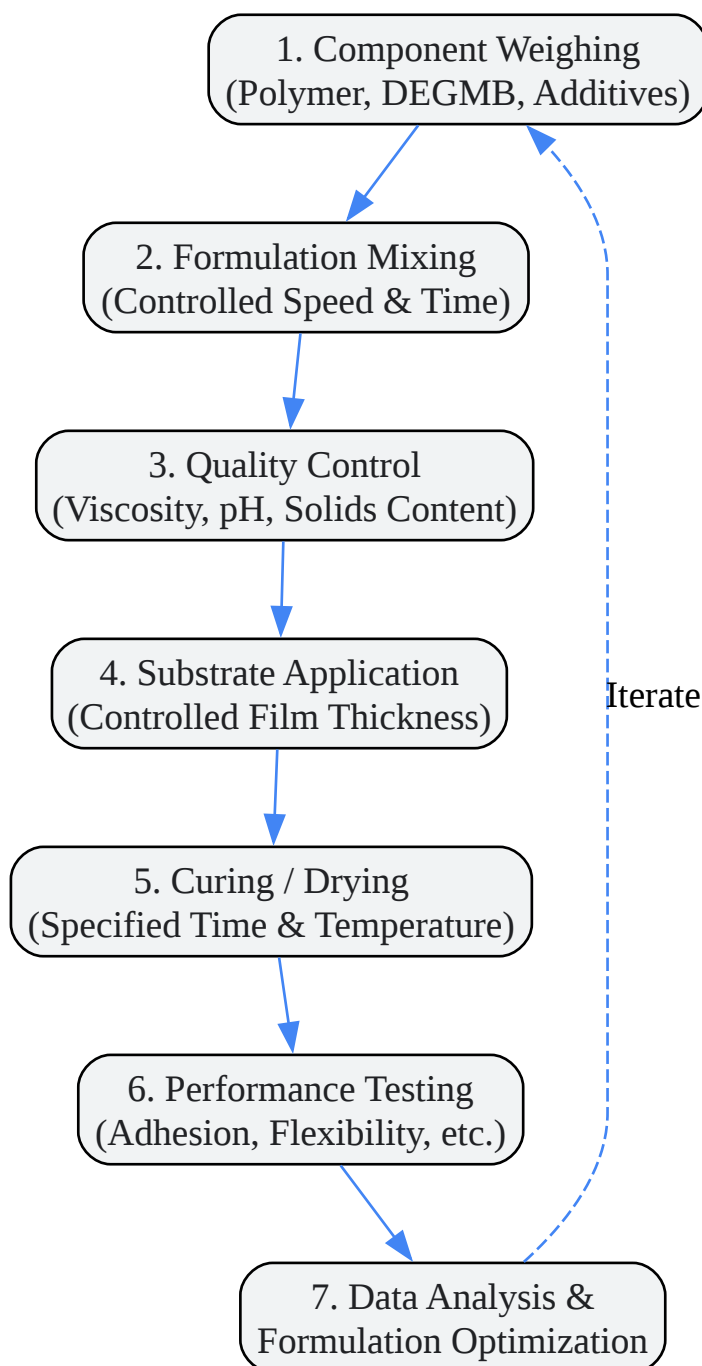 1. Component Weighing
(Polymer, DEGMB, Additives)
2. Formulation Mixing
(Controlled Speed & Time)
3. Quality Control
(Viscosity, pH, Solids Content)
4. Substrate Application
(Controlled Film Thickness)
Iterate
5. Curing / Drying
(Specified Time & Temperature)
6. Performance Testing
(Adhesion, Flexibility, etc.)
7. Data Analysis &
Formulation Optimization